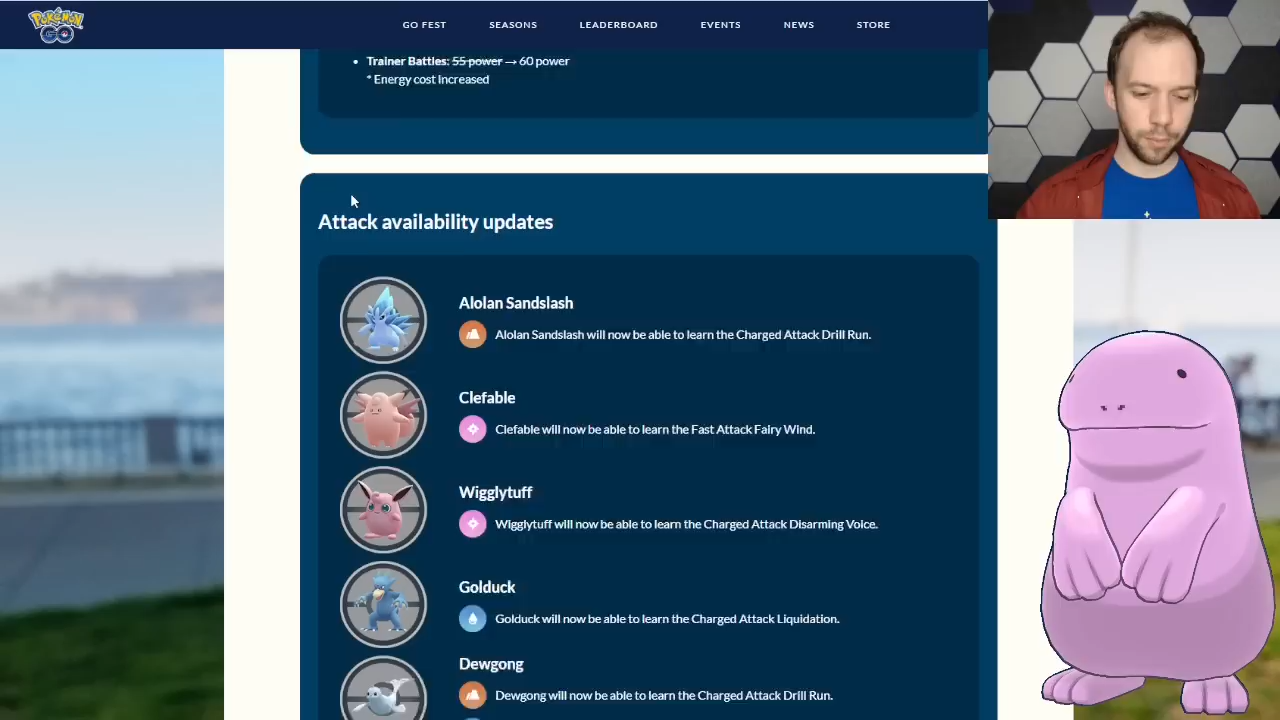 Pokémon GO
GO FEST SEASONS LEADERBOARD EVENTS NEWS STORE
• Trainer Battles: 55 power → 60 power
* Energy cost increased
Attack availability updates
Alolan Sandslash
Alolan Sandslash will now be able to learn the Charged Attack Drill Run.
Clefable
Clefable will now be able to learn the Fast Attack Fairy Wind.
Wigglytuff
Wigglytuff will now be able to learn the Charged Attack Disarming Voice.
Golduck
Golduck will now be able to learn the Charged Attack Liquidation.
Dewgong
Dewgong will now be able to learn the Charged Attack Drill Run.